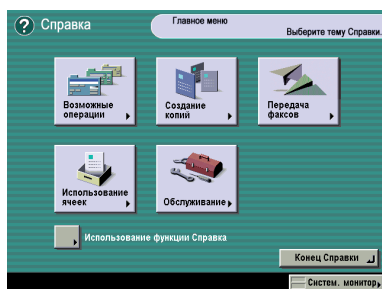 Справка
Главное меню
Выберите тему Справки.
Возможные
операции
Создание
копий
Передача
факсов
Использование
ячеек
Обслуживание
Использование функции Справка
Конец Справки
Систем. монитор